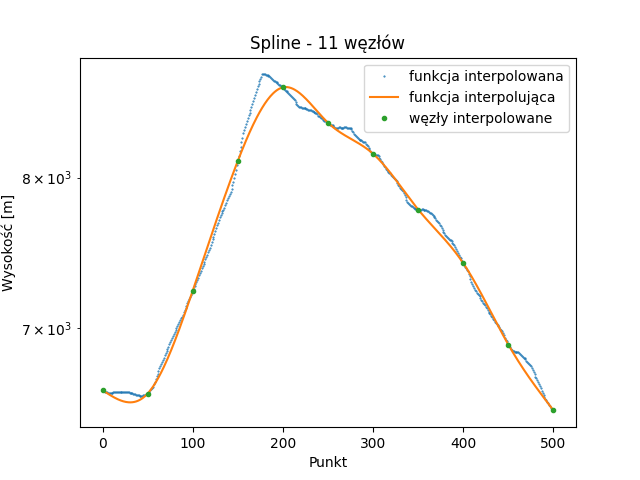 Spline - 11 węzłów
funkcja interpolowana
funkcja interpolująca
węzły interpolowane
Wysokość [m]
8 × 10³
7 × 10³
0 100 200 300 400 500
Punkt